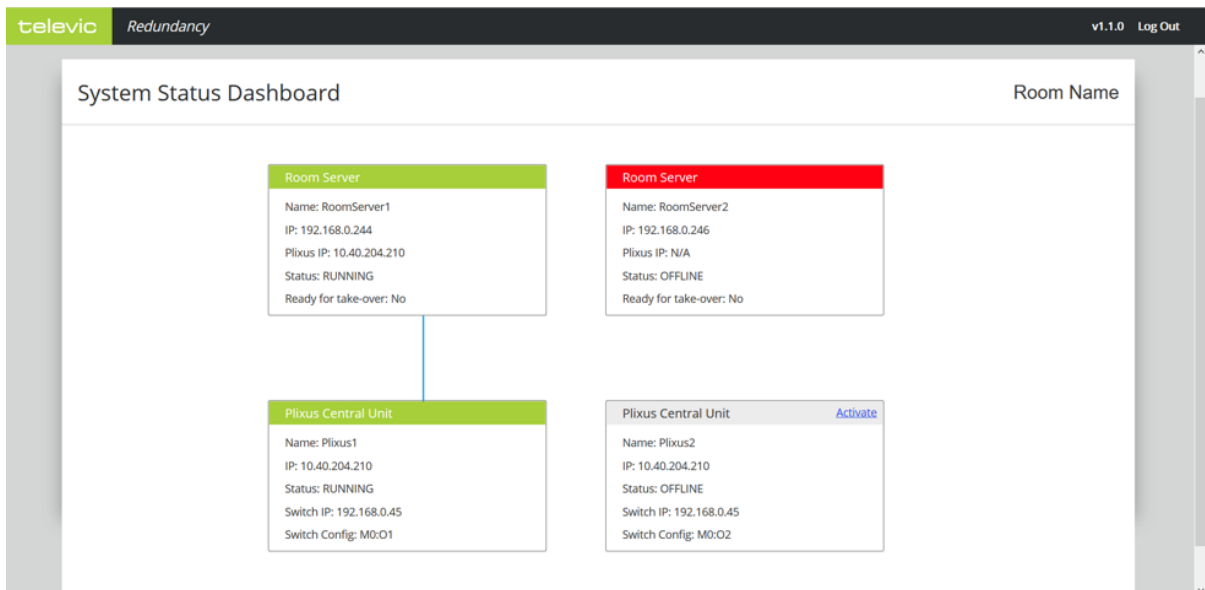 televic Redundancy v1.1.0 Log Out
System Status Dashboard Room Name
Room Server
Name: RoomServer1
IP: 192.168.0.244
Plixus IP: 10.40.204.210
Status: RUNNING
Ready for take-over: No
Room Server
Name: RoomServer2
IP: 192.168.0.246
Plixus IP: N/A
Status: OFFLINE
Ready for take-over: No
Plixus Central Unit
Name: Plixus1
IP: 10.40.204.210
Status: RUNNING
Switch IP: 192.168.0.45
Switch Config: M0:O1
Plixus Central Unit Activate
Name: Plixus2
IP: 10.40.204.210
Status: OFFLINE
Switch IP: 192.168.0.45
Switch Config: M0:O2